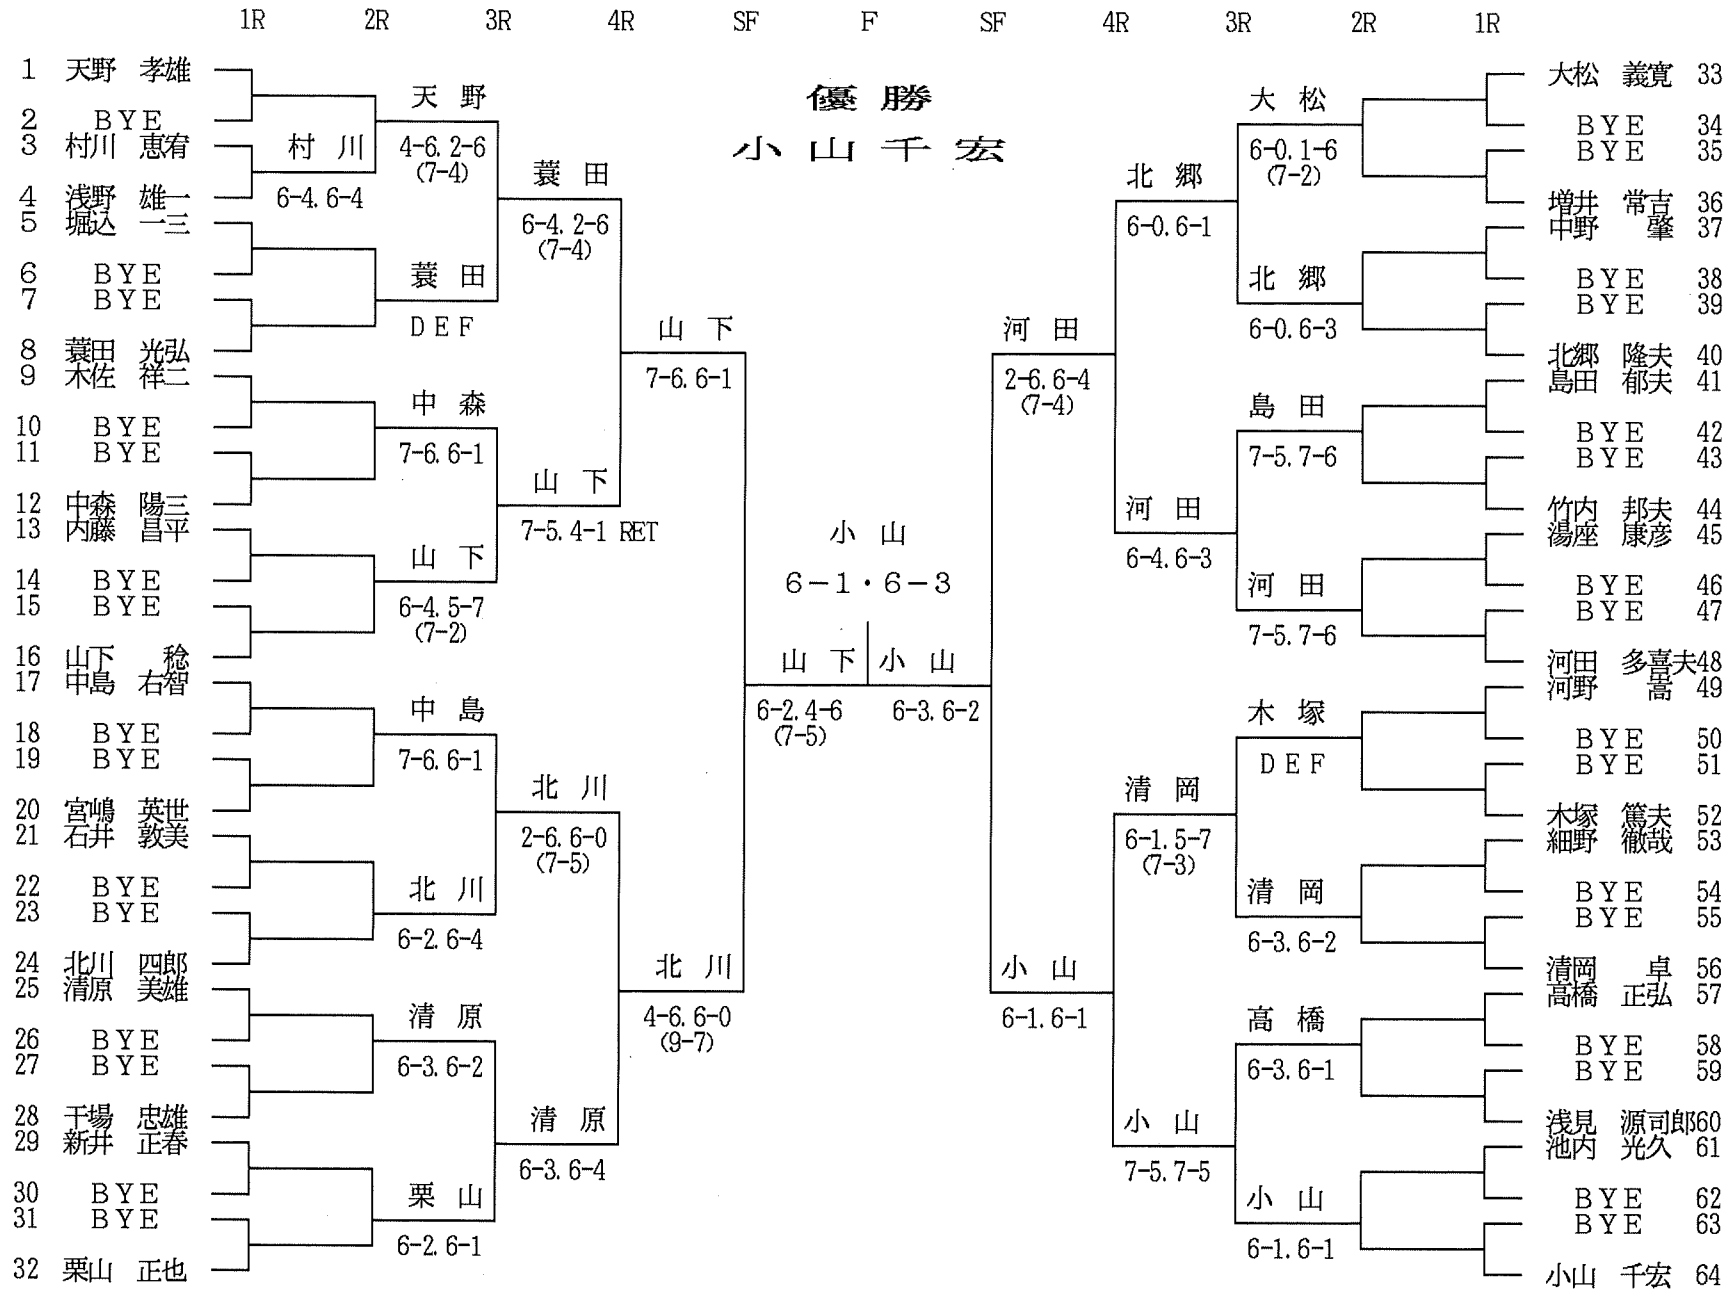 1R 2R 3R 4R SF F SF 4R 3R 2R 1R
優勝
小山千宏
1 天野 孝雄
2 BYE
3 村川 恵宥
4 浅野 雄一
5 堀込 一三
6 BYE
7 BYE
8 蓑田 光弘
9 木佐 祥二
10 BYE
11 BYE
12 中森 陽三
13 内藤 昌平
14 BYE
15 BYE
16 山下 稔
17 中島 右智
18 BYE
19 BYE
20 宮嶋 英世
21 石井 敦美
22 BYE
23 BYE
24 北川 四郎
25 清原 美雄
26 BYE
27 BYE
28 干場 忠雄
29 新井 正春
30 BYE
31 BYE
32 栗山 正也
村川
6-4.6-4
天野
4-6.2-6
(7-4)
蓑田
DEF
中森
7-6.6-1
山下
6-4.5-7
(7-2)
中島
7-6.6-1
北川
6-2.6-4
清原
6-3.6-2
栗山
6-2.6-1
蓑田
6-4.2-6
(7-4)
山下
7-5.4-1 RET
北川
2-6.6-0
(7-5)
清原
6-3.6-4
山下
7-6.6-1
北川
4-6.6-0
(9-7)
山下
6-2.4-6
(7-5)
小山
6-1・6-3
小山
6-3.6-2
河田
2-6.6-4
(7-4)
小山
6-1.6-1
北郷
6-0.6-1
河田
6-4.6-3
清岡
6-1.5-7
(7-3)
小山
7-5.7-5
大松
6-0.1-6
(7-2)
北郷
6-0.6-3
島田
7-5.7-6
河田
7-5.7-6
木塚
DEF
清岡
6-3.6-2
高橋
6-3.6-1
小山
6-1.6-1
大松 義寛 33
BYE 34
BYE 35
増井 常吉 36
中野 肇 37
BYE 38
BYE 39
北郷 隆夫 40
島田 郁夫 41
BYE 42
BYE 43
竹内 邦夫 44
湯座 康彦 45
BYE 46
BYE 47
河田 多喜夫48
河野 嵩 49
BYE 50
BYE 51
木塚 篤夫 52
細野 徹哉 53
BYE 54
BYE 55
清岡 卓 56
高橋 正弘 57
BYE 58
BYE 59
浅見 源司郎60
池内 光久 61
BYE 62
BYE 63
小山 千宏 64